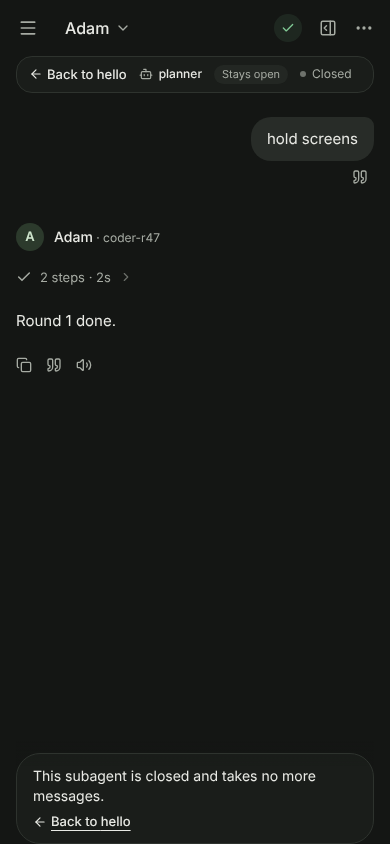 Adam
Back to hello planner Stays open Closed
hold screens
A Adam · coder-r47
2 steps · 2s
Round 1 done.
This subagent is closed and takes no more
messages.
Back to hello